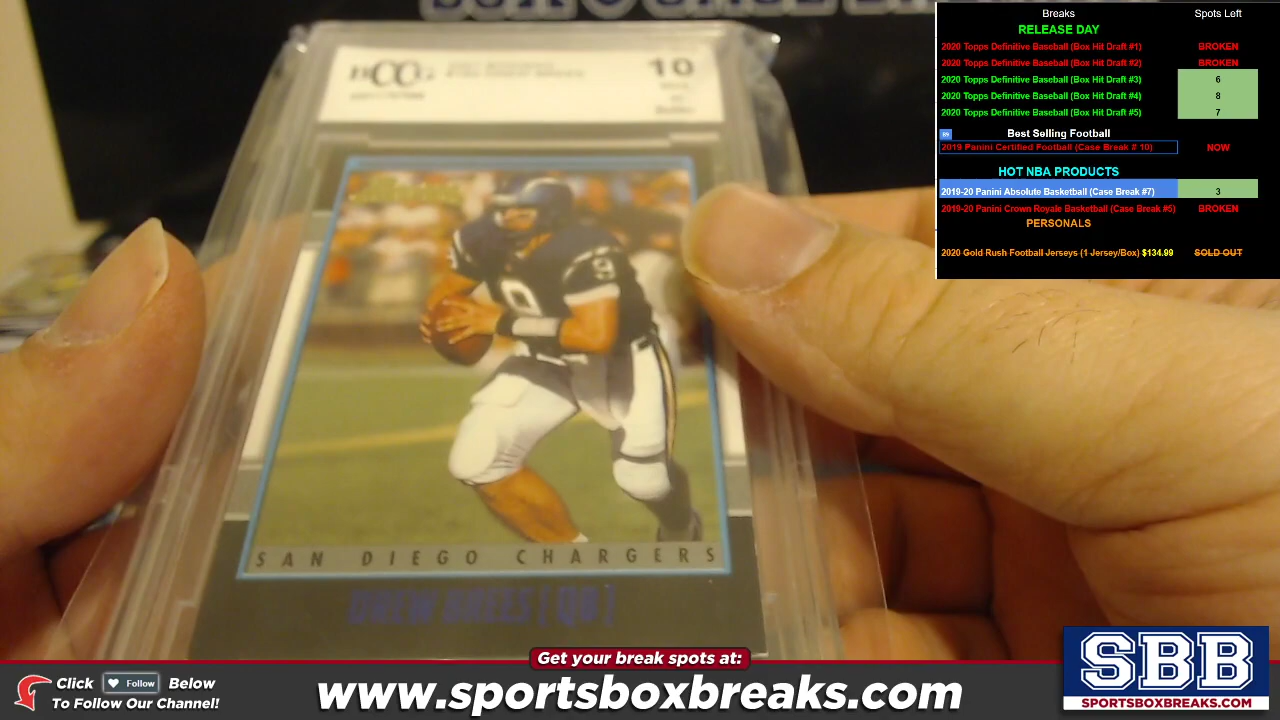 Breaks Spots Left
RELEASE DAY
2020 Topps Definitive Baseball (Box Hit Draft #1) BROKEN
2020 Topps Definitive Baseball (Box Hit Draft #2) BROKEN
2020 Topps Definitive Baseball (Box Hit Draft #3) 6
2020 Topps Definitive Baseball (Box Hit Draft #4) 8
2020 Topps Definitive Baseball (Box Hit Draft #5) 7
Best Selling Football
2019 Panini Certified Football (Case Break # 10) NOW
HOT NBA PRODUCTS
2019-20 Panini Absolute Basketball (Case Break #7) 3
2019-20 Panini Crown Royale Basketball (Case Break #5) BROKEN
PERSONALS
2020 Gold Rush Football Jerseys (1 Jersey/Box) $134.99 SOLD OUT
10
9
9
SAN DIEGO CHARGERS
DREW BREES [QB]
Get your break spots at:
www.sportsboxbreaks.com
Click Follow Below
To Follow Our Channel!
SBB
SPORTSBOXBREAKS.COM